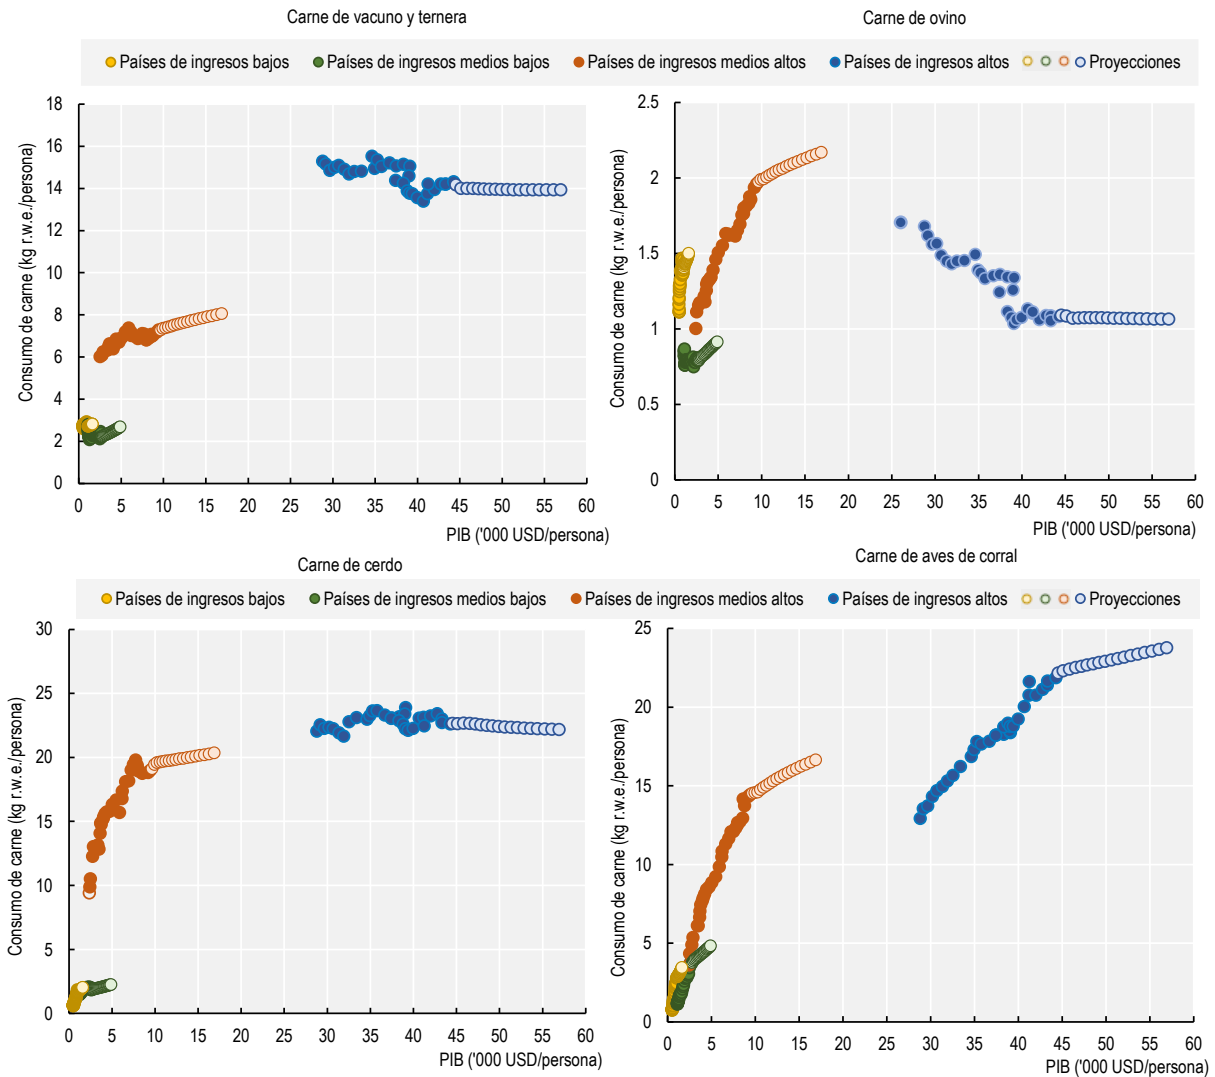 Carne de vacuno y ternera
Carne de ovino
Países de ingresos bajos Países de ingresos medios bajos Países de ingresos medios altos Países de ingresos altos Proyecciones
Consumo de carne (kg r.w.e./persona)
18
16
14
12
10
8
6
4
2
0
0 5 10 15 20 25 30 35 40 45 50 55 60
PIB ('000 USD/persona)
Consumo de carne (kg r.w.e./persona)
2.5
2
1.5
1
0.5
0
0 5 10 15 20 25 30 35 40 45 50 55 60
PIB ('000 USD/persona)
Carne de cerdo
Carne de aves de corral
Países de ingresos bajos Países de ingresos medios bajos Países de ingresos medios altos Países de ingresos altos Proyecciones
Consumo de carne (kg r.w.e./persona)
30
25
20
15
10
5
0
0 5 10 15 20 25 30 35 40 45 50 55 60
PIB ('000 USD/persona)
Consumo de carne (kg r.w.e./persona)
25
20
15
10
5
0
0 5 10 15 20 25 30 35 40 45 50 55 60
PIB ('000 USD/persona)